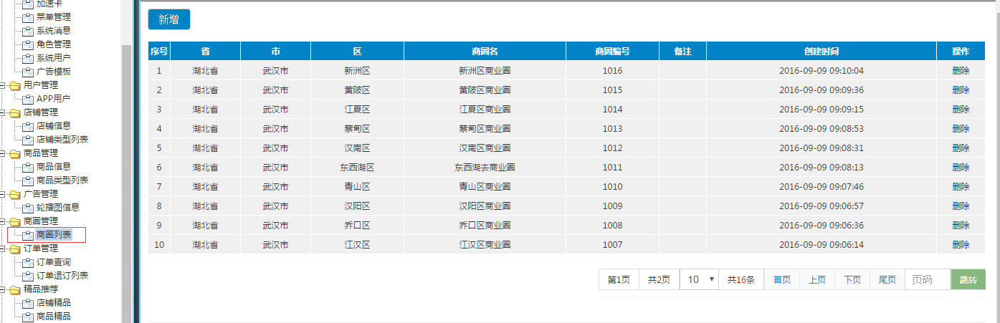 加速卡
菜单管理
系统消息
角色管理
系统用户
广告模板
用户管理
APP用户
店铺管理
店铺信息
店铺类型列表
商品管理
商品信息
商品类型列表
广告管理
轮播图信息
商圈管理
商圈列表
订单管理
订单查询
订单退订列表
精品推荐
店铺精品
商品精品
新增
序号 省 市 区 商圈名 商圈编号 备注 创建时间 操作
1 湖北省 武汉市 新洲区 新洲区商业圈 1016 2016-09-09 09:10:04 删除
2 湖北省 武汉市 黄陂区 黄陂区商业圈 1015 2016-09-09 09:09:36 删除
3 湖北省 武汉市 江夏区 江夏区商业圈 1014 2016-09-09 09:09:15 删除
4 湖北省 武汉市 蔡甸区 蔡甸区商业圈 1013 2016-09-09 09:08:53 删除
5 湖北省 武汉市 汉南区 汉南区商业圈 1012 2016-09-09 09:08:31 删除
6 湖北省 武汉市 东西湖区 东西湖去商业圈 1011 2016-09-09 09:08:13 删除
7 湖北省 武汉市 青山区 青山区商业圈 1010 2016-09-09 09:07:46 删除
8 湖北省 武汉市 汉阳区 汉阳区商业圈 1009 2016-09-09 09:06:57 删除
9 湖北省 武汉市 乔口区 乔口区商业圈 1008 2016-09-09 09:06:36 删除
10 湖北省 武汉市 江汉区 江汉区商业圈 1007 2016-09-09 09:06:14 删除
第1页 共2页 10 共16条 首页 上页 下页 尾页 页码 跳转